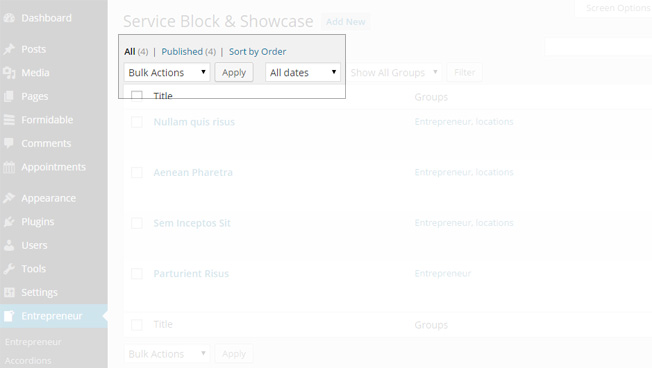 Dashboard
Posts
Media
Pages
Formidable
Comments
Appointments
Appearance
Plugins
Users
Tools
Settings
Entrepreneur
Entrepreneur
Accordions
Screen Options
Service Block & Showcase Add New
All (4) | Published (4) | Sort by Order
Bulk Actions Apply All dates Show All Groups Filter
Title Groups
Nullam quis risus Entrepreneur, locations
Aenean Pharetra Entrepreneur, locations
Sem Inceptos Sit Entrepreneur, locations
Parturient Risus Entrepreneur
Title Groups
Bulk Actions Apply